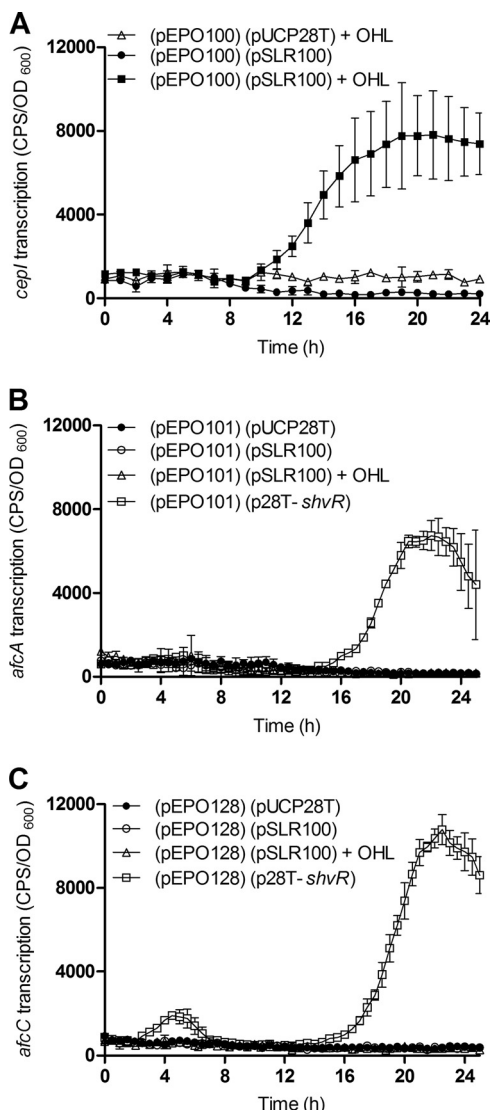 A
(pEPO100) (pUCP28T) + OHL
(pEPO100) (pSLR100)
(pEPO100) (pSLR100) + OHL
cepI transcription (CPS/OD 600)
12000
8000
4000
0
0 4 8 12 16 20 24
Time (h)
B
(pEPO101) (pUCP28T)
(pEPO101) (pSLR100)
(pEPO101) (pSLR100) + OHL
(pEPO101) (p28T-shvR)
afcA transcription (CPS/OD 600)
12000
8000
4000
0
0 4 8 12 16 20 24
Time (h)
C
(pEPO128) (pUCP28T)
(pEPO128) (pSLR100)
(pEPO128) (pSLR100) + OHL
(pEPO128) (p28T-shvR)
afcC transcription (CPS/OD 600)
12000
8000
4000
0
0 4 8 12 16 20 24
Time (h)